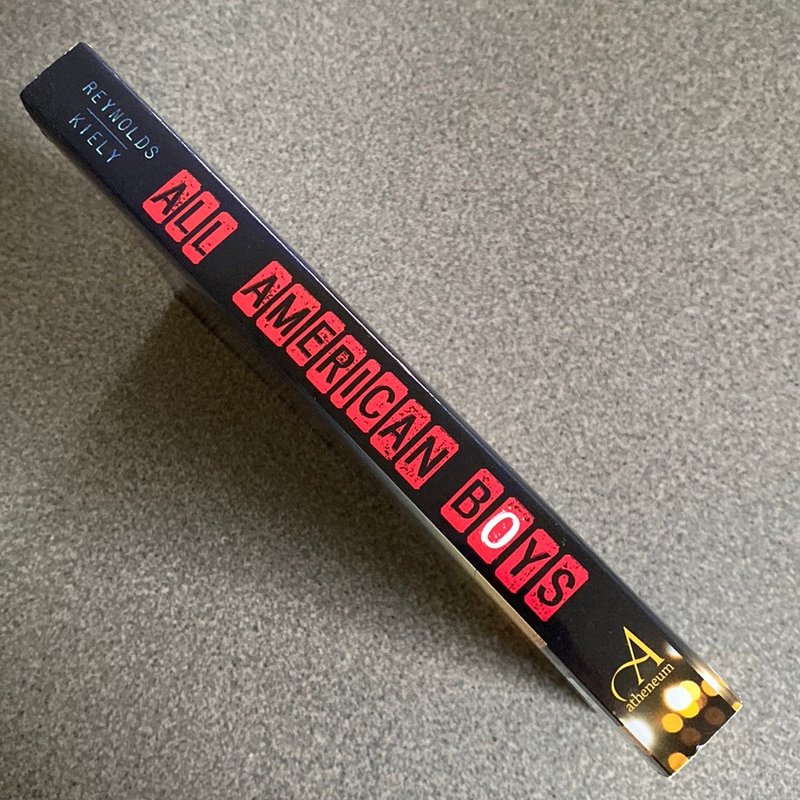 REYNOLDS
KIELY
ALL AMERICAN BOYS
A
atheneum